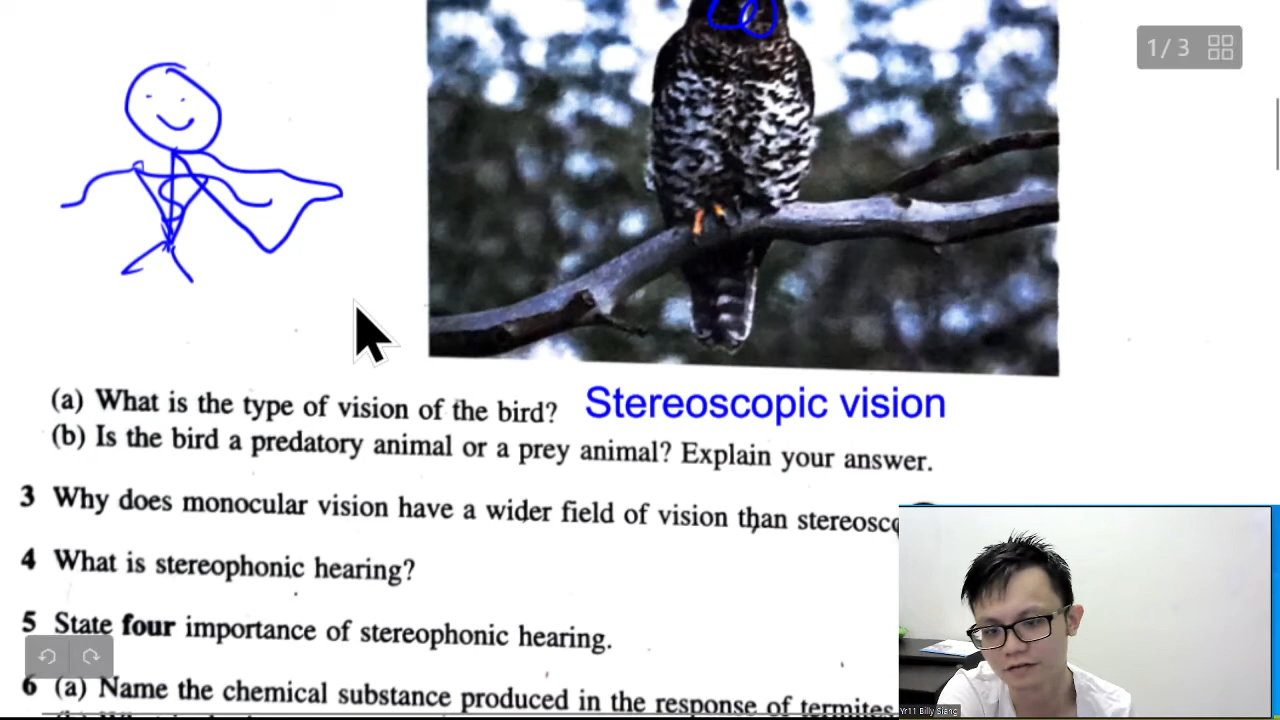 1/ 3
(a) What is the type of vision of the bird? Stereoscopic vision
(b) Is the bird a predatory animal or a prey animal? Explain your answer.
3 Why does monocular vision have a wider field of vision than
4 What is stereophonic hearing?
5 State four importance of stereophonic hearing.
6 (a) Name the chemical substance produced in the response of termites
Yr11 Billy Siang